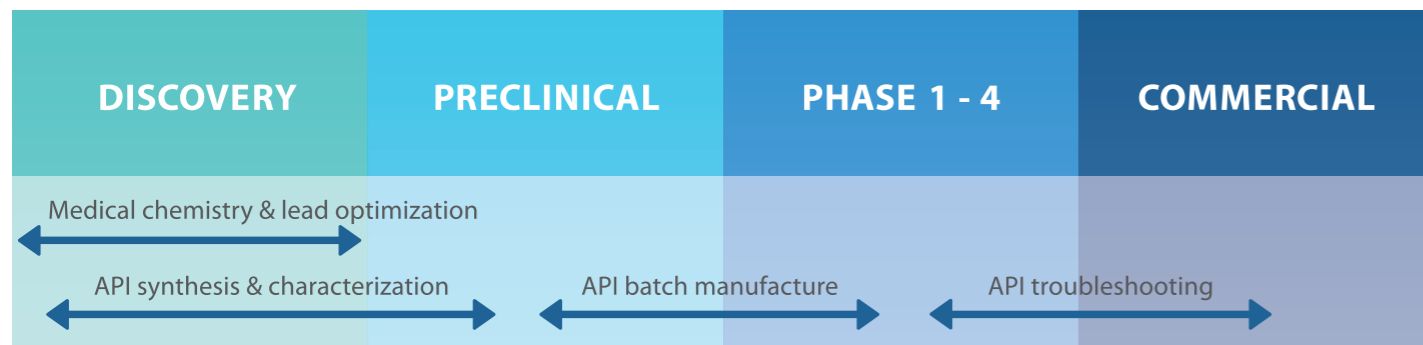 DISCOVERY PRECLINICAL PHASE 1 - 4 COMMERCIAL
Medical chemistry & lead optimization
API synthesis & characterization API batch manufacture API troubleshooting